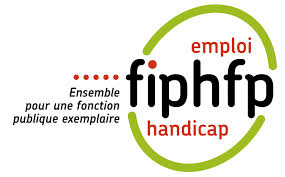 emploi
fiphfp
Ensemble
pour une fonction
publique exemplaire
handicap